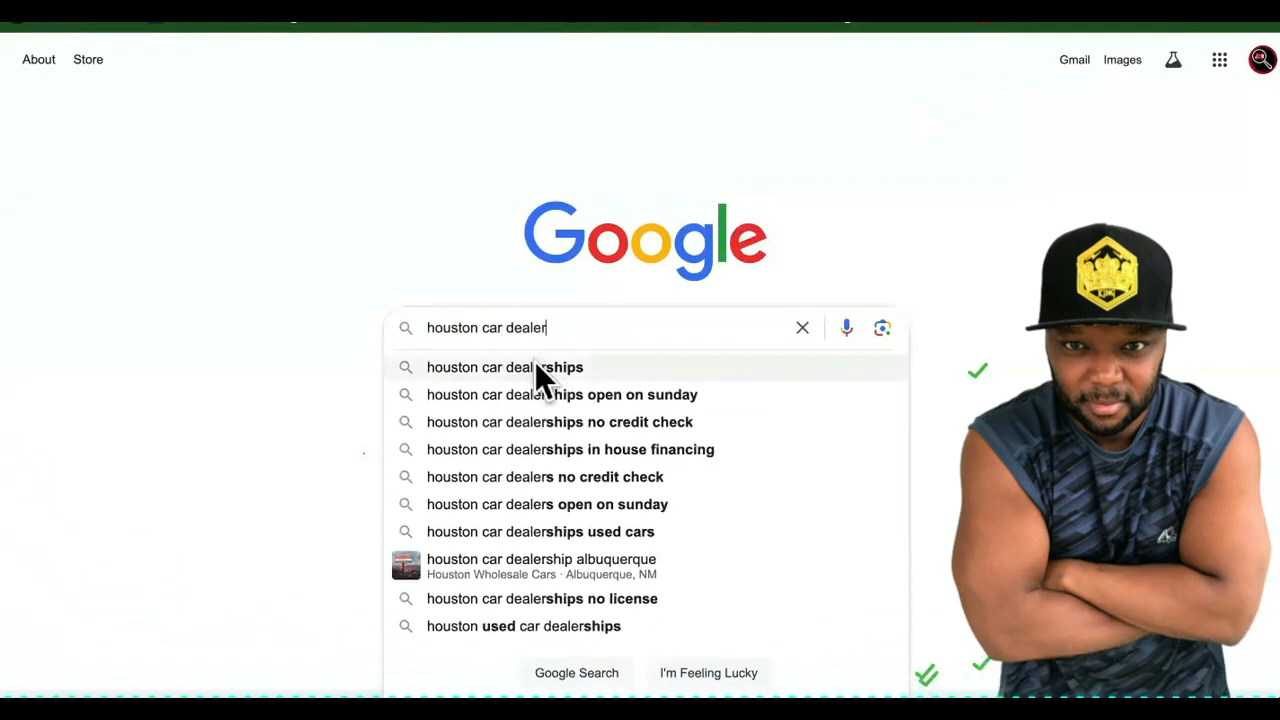 About Store
Gmail Images
Google
houston car dealer
houston car dealerships
houston car dealerships open on sunday
houston car dealerships no credit check
houston car dealerships in house financing
houston car dealers no credit check
houston car dealers open on sunday
houston car dealerships used cars
houston car dealership albuquerque
Houston Wholesale Cars · Albuquerque, NM
houston car dealerships no license
houston used car dealerships
Google Search I'm Feeling Lucky